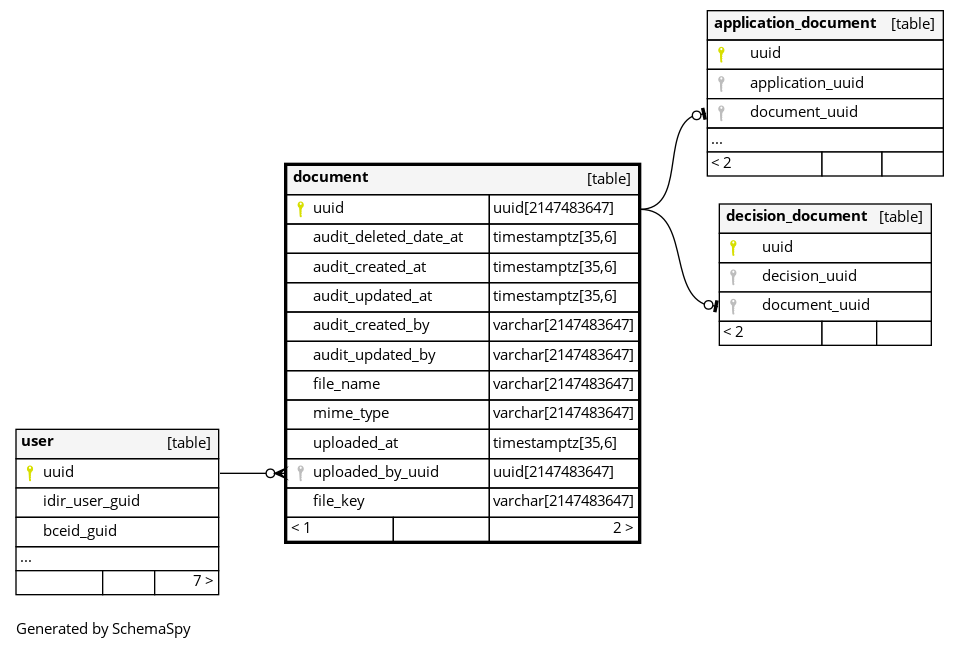 application_document [table]
uuid
application_uuid
document_uuid
...
< 2
document [table]
uuid uuid[2147483647]
audit_deleted_date_at timestamptz[35,6]
audit_created_at timestamptz[35,6]
audit_updated_at timestamptz[35,6]
audit_created_by varchar[2147483647]
audit_updated_by varchar[2147483647]
file_name varchar[2147483647]
mime_type varchar[2147483647]
uploaded_at timestamptz[35,6]
uploaded_by_uuid uuid[2147483647]
file_key varchar[2147483647]
< 1 2 >
decision_document [table]
uuid
decision_uuid
document_uuid
< 2
user [table]
uuid
idir_user_guid
bceid_guid
...
7 >
Generated by SchemaSpy